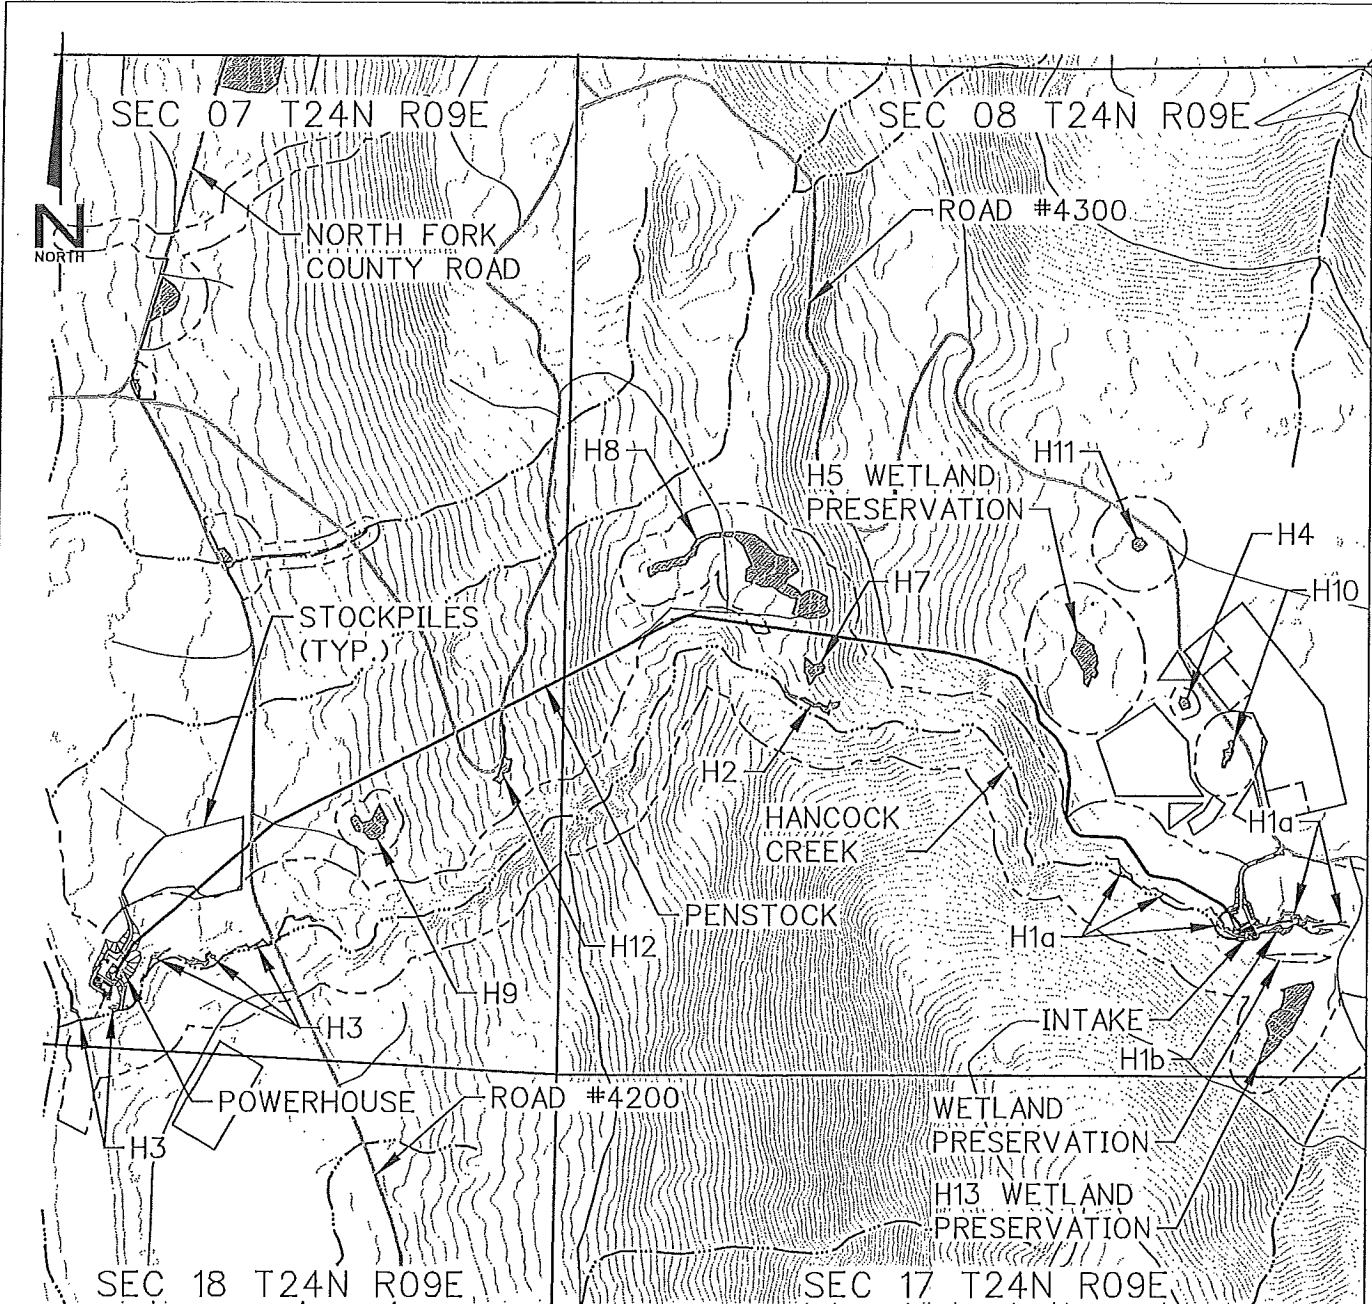 SEC 07 T24N R09E
SEC 08 T24N R09E
N
NORTH
NORTH FORK
COUNTY ROAD
ROAD #4300
H8
H5 WETLAND
PRESERVATION
H11
H4
H7
H10
STOCKPILES
(TYP.)
H2
HANCOCK
CREEK
H1a
PENSTOCK
H12
H1a
H9
H3
INTAKE
H1b
POWERHOUSE
ROAD #4200
WETLAND
PRESERVATION
H3
H13 WETLAND
PRESERVATION
SEC 18 T24N R09E
SEC 17 T24N R09E